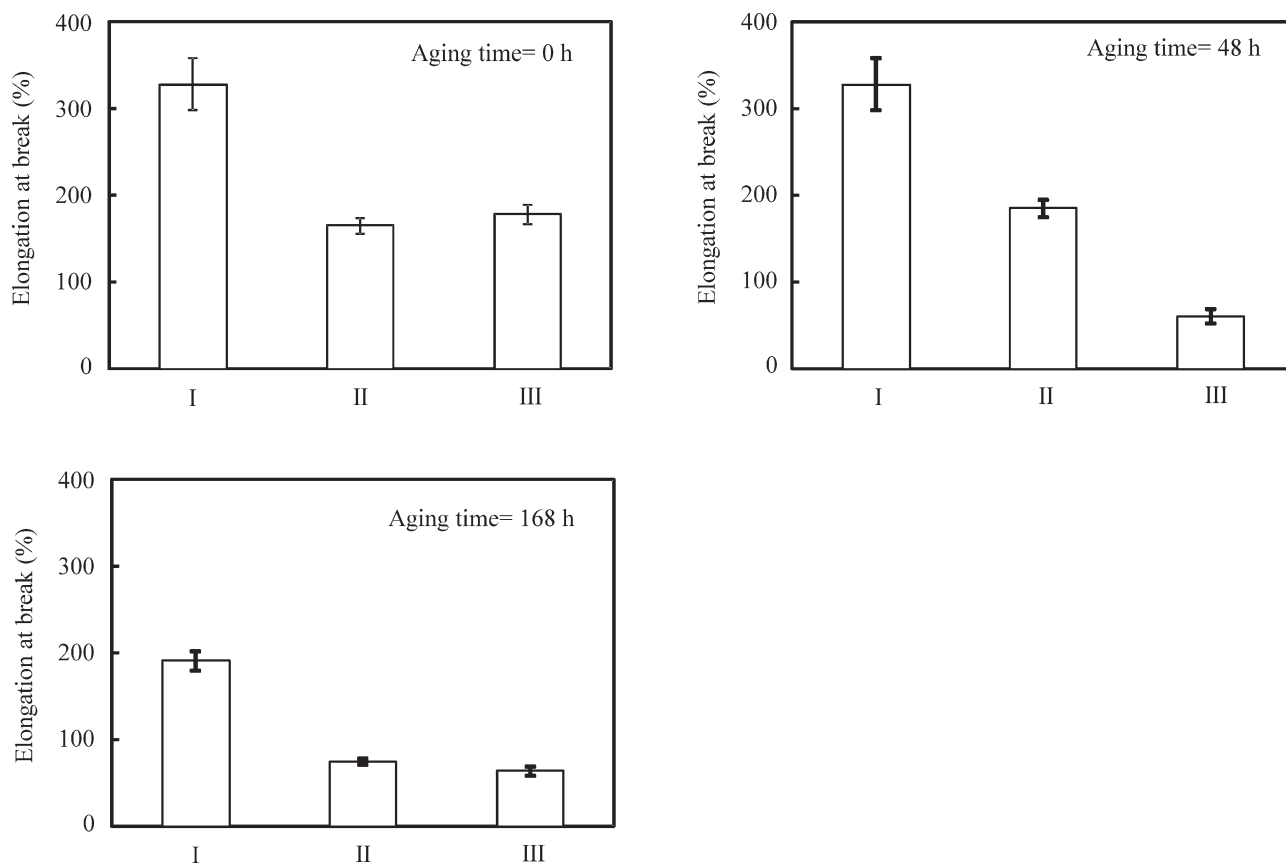 400
300
200
100
0
Elongation at break (%)
Aging time= 0 h
I II III
400
300
200
100
0
Elongation at break (%)
Aging time= 48 h
I II III
400
300
200
100
0
Elongation at break (%)
Aging time= 168 h
I II III